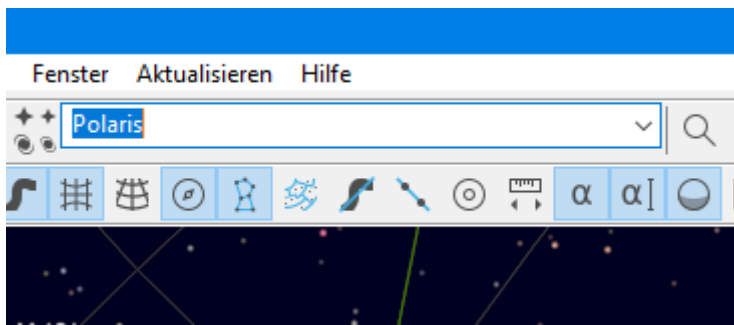 Fenster Aktualisieren Hilfe
Polaris
α α